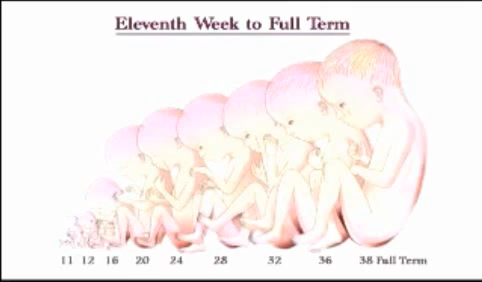 Eleventh Week to Full Term
11 12 16 20 24 28 32 36 38 Full Term